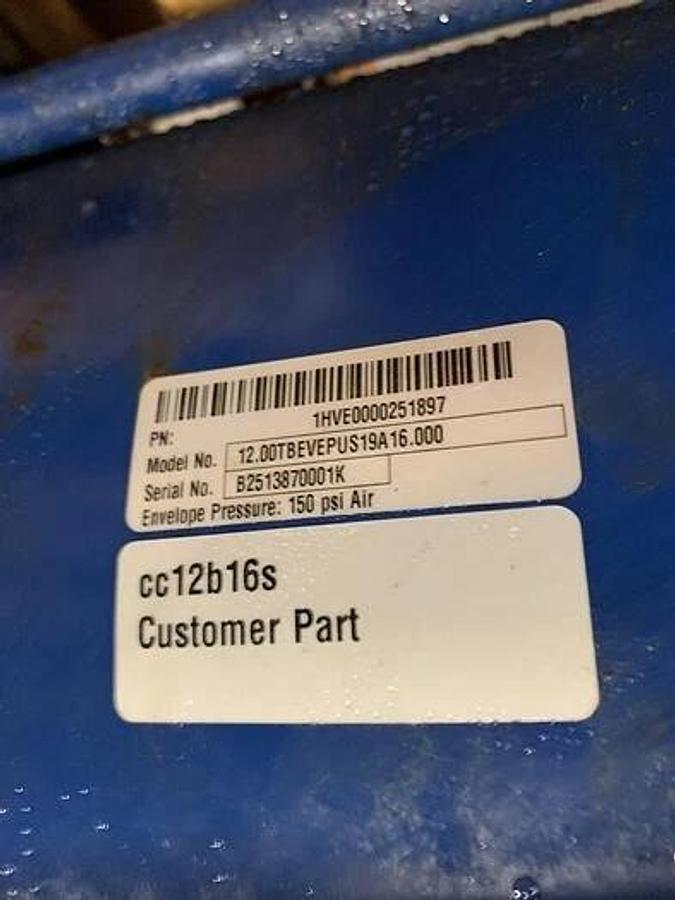 1HVE0000251897
PN:
Model No. 12.00TBEVEPUS19A16.000
Serial No. B2513870001K
Envelope Pressure: 150 psi Air
cc12b16s
Customer Part